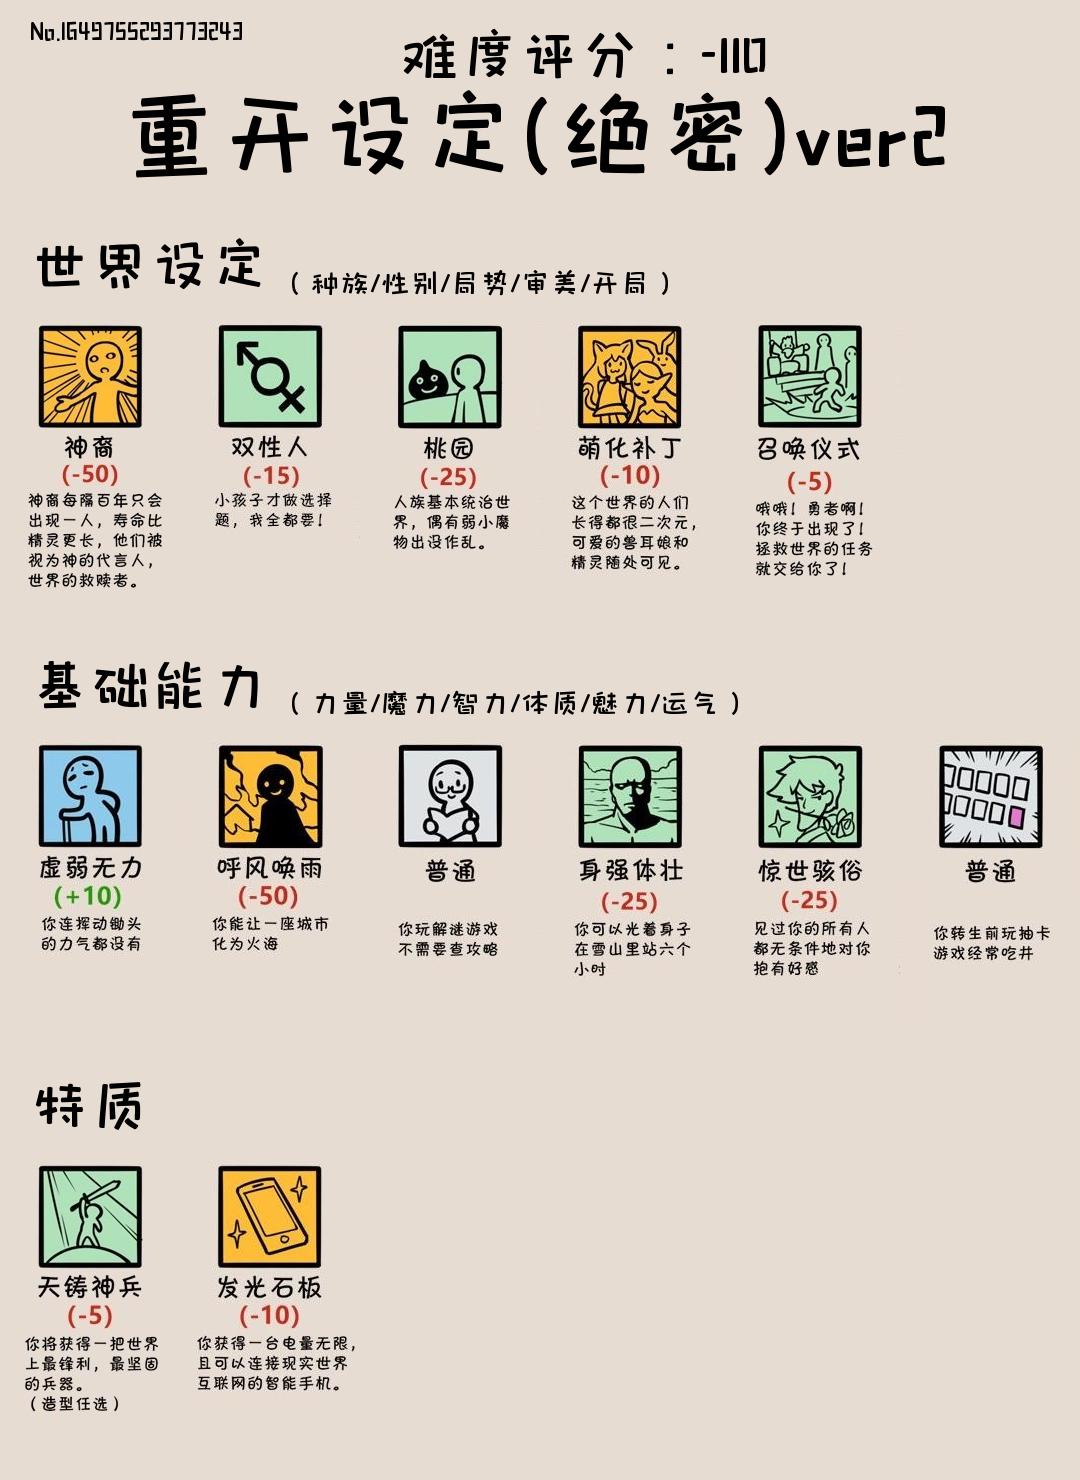 No.1649755293773243
难度评分:-110
重开设定(绝密)ver2
世界设定(种族/性别/局势/审美/开局)
神裔
(-50)
神裔每隔百年只会
出现一人，寿命比
精灵更长，他们被
视为神的代言人，
世界的救赎者。
双性人
(-15)
小孩子才做选择
题，我全都要！
桃园
(-25)
人族基本统治世
界，偶有弱小魔
物出没作乱。
萌化补丁
(-10)
这个世界的人们
长得都很二次元，
可爱的兽耳娘和
精灵随处可见。
召唤仪式
(-5)
哦哦！勇者啊！
你终于出现了！
拯救世界的任务
就交给你了！
基础能力(力量/魔力/智力/体质/魅力/运气)
虚弱无力
(+10)
你连挥动锄头
的力气都没有
呼风唤雨
(-50)
你能让一座城市
化为火海
普通
你玩解谜游戏
不需要查攻略
身强体壮
(-25)
你可以光着身子
在雪山里站六个
小时
惊世骇俗
(-25)
见过你的所有人
都无条件地对你
抱有好感
普通
你转生前玩抽卡
游戏经常吃井
特质
天铸神兵
(-5)
你将获得一把世界
上最锋利，最坚固
的兵器。
(造型任选)
发光石板
(-10)
你获得一台电量无限，
且可以连接现实世界
互联网的智能手机。